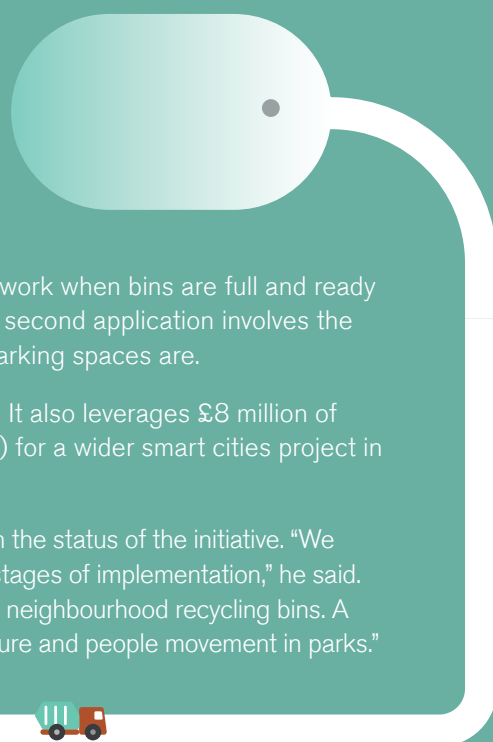 work when bins are full and ready
second application involves the
arking spaces are.
It also leverages £8 million of
) for a wider smart cities project in
the status of the initiative. “We
stages of implementation,” he said.
neighbourhood recycling bins. A
ure and people movement in parks.”